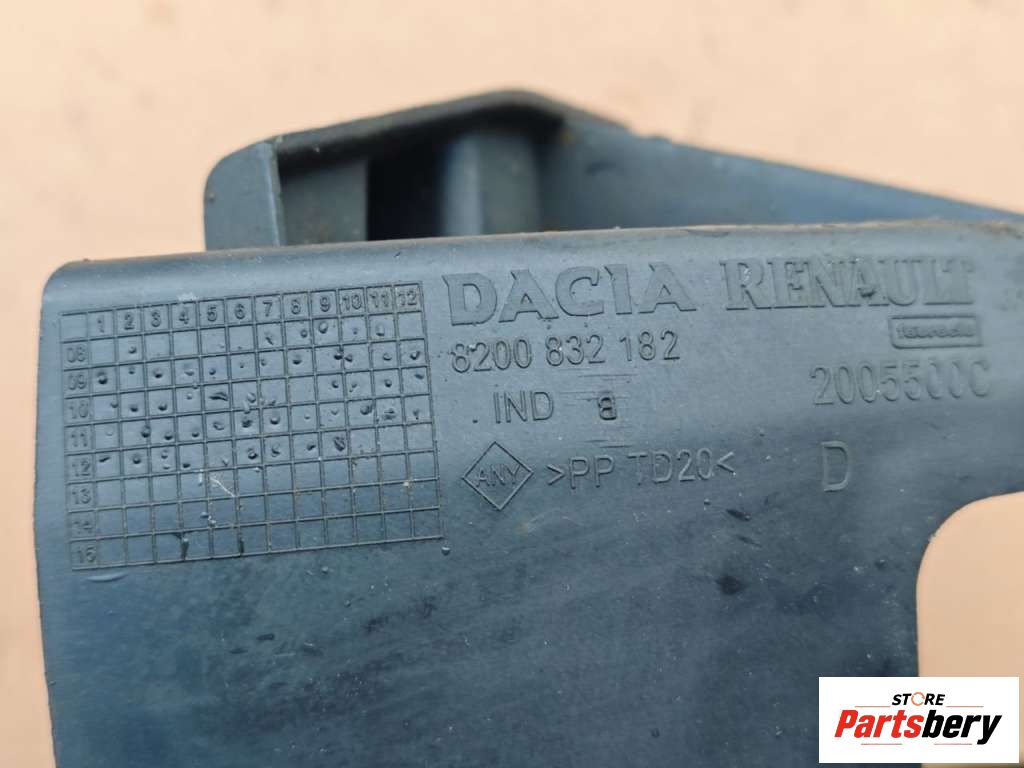 DACIA RENAULT
8200 832 182
IND B
2005500C
ANY >PP TD20< D
1 2 3 4 5 6 7 8 9 10 11 12
08
09
10
11
12
13
14
15
STORE
Partsbery